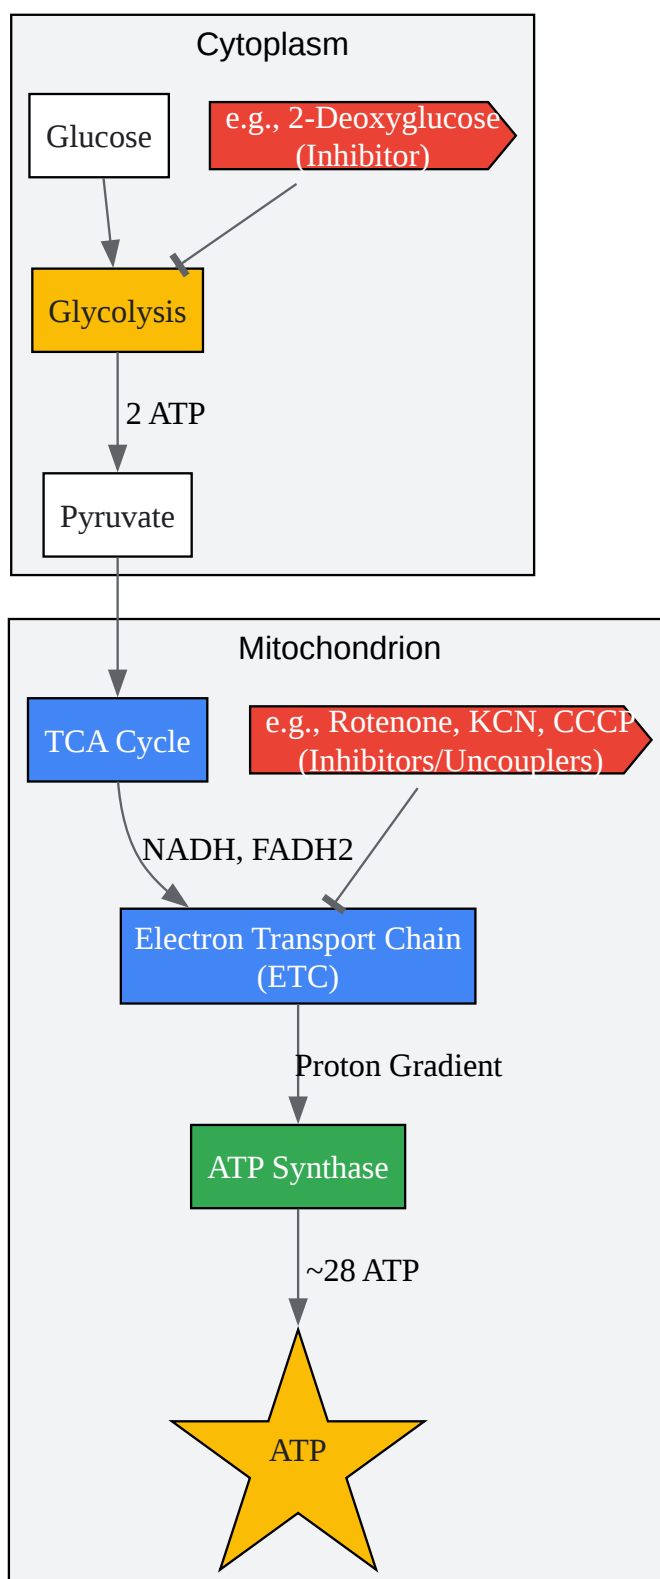 Cytoplasm
Glucose
e.g., 2-Deoxyglucose
(Inhibitor)
Glycolysis
2 ATP
Pyruvate
Mitochondrion
TCA Cycle
e.g., Rotenone, KCN, CCCP
(Inhibitors/Uncouplers)
NADH, FADH2
Electron Transport Chain
(ETC)
Proton Gradient
ATP Synthase
~28 ATP
ATP